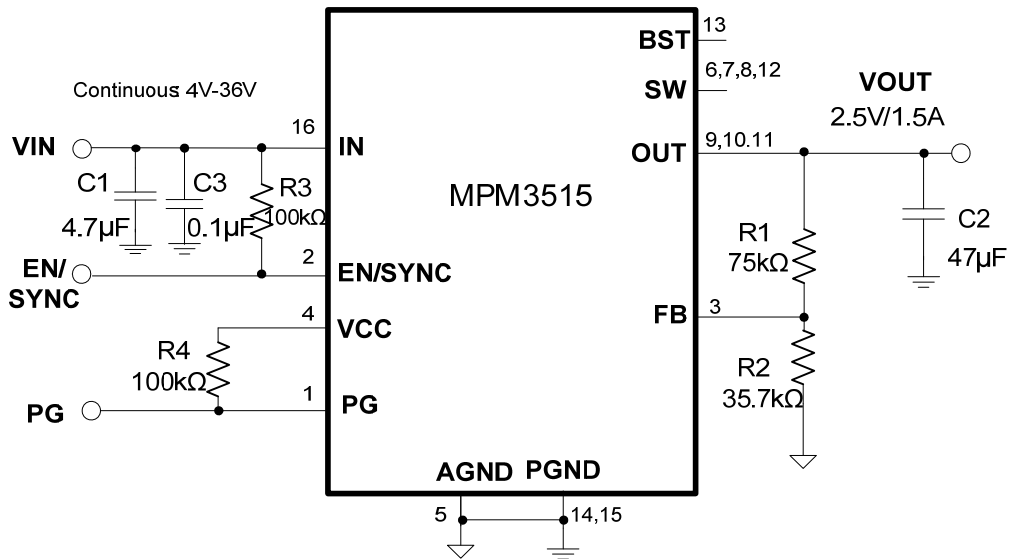 13
BST
6,7,8,12
SW
VOUT
2.5V/1.5A
Continuous: 4V-36V
16
VIN
IN
9,10.11
OUT
C1
C3
R3
MPM3515
4.7µF
0.1µF
100kΩ
C2
47µF
R1
75kΩ
EN/
SYNC
2
EN/SYNC
4
VCC
3
FB
R4
100kΩ
R2
35.7kΩ
PG
1
PG
AGND
PGND
5
14,15